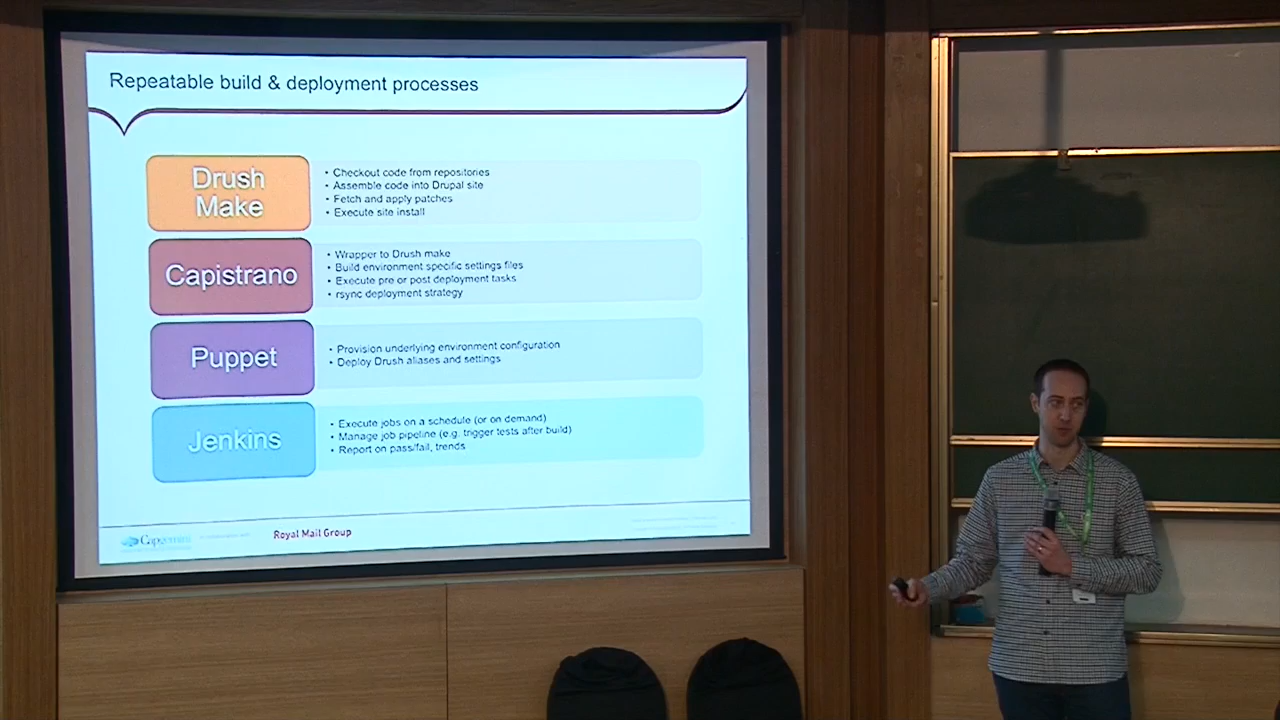 Repeatable build & deployment processes
Drush
Make
• Checkout code from repositories
• Assemble code into Drupal site
• Fetch and apply patches
• Execute site install
Capistrano
• Wrapper to Drush make
• Build environment specific settings files
• Execute pre or post deployment tasks
• rsync deployment strategy
Puppet
• Provision underlying environment configuration
• Deploy Drush aliases and settings
Jenkins
• Execute jobs on a schedule (or on demand)
• Manage job pipeline (e.g. trigger tests after build)
• Report on pass/fail, trends
Capgemini
Royal Mail Group